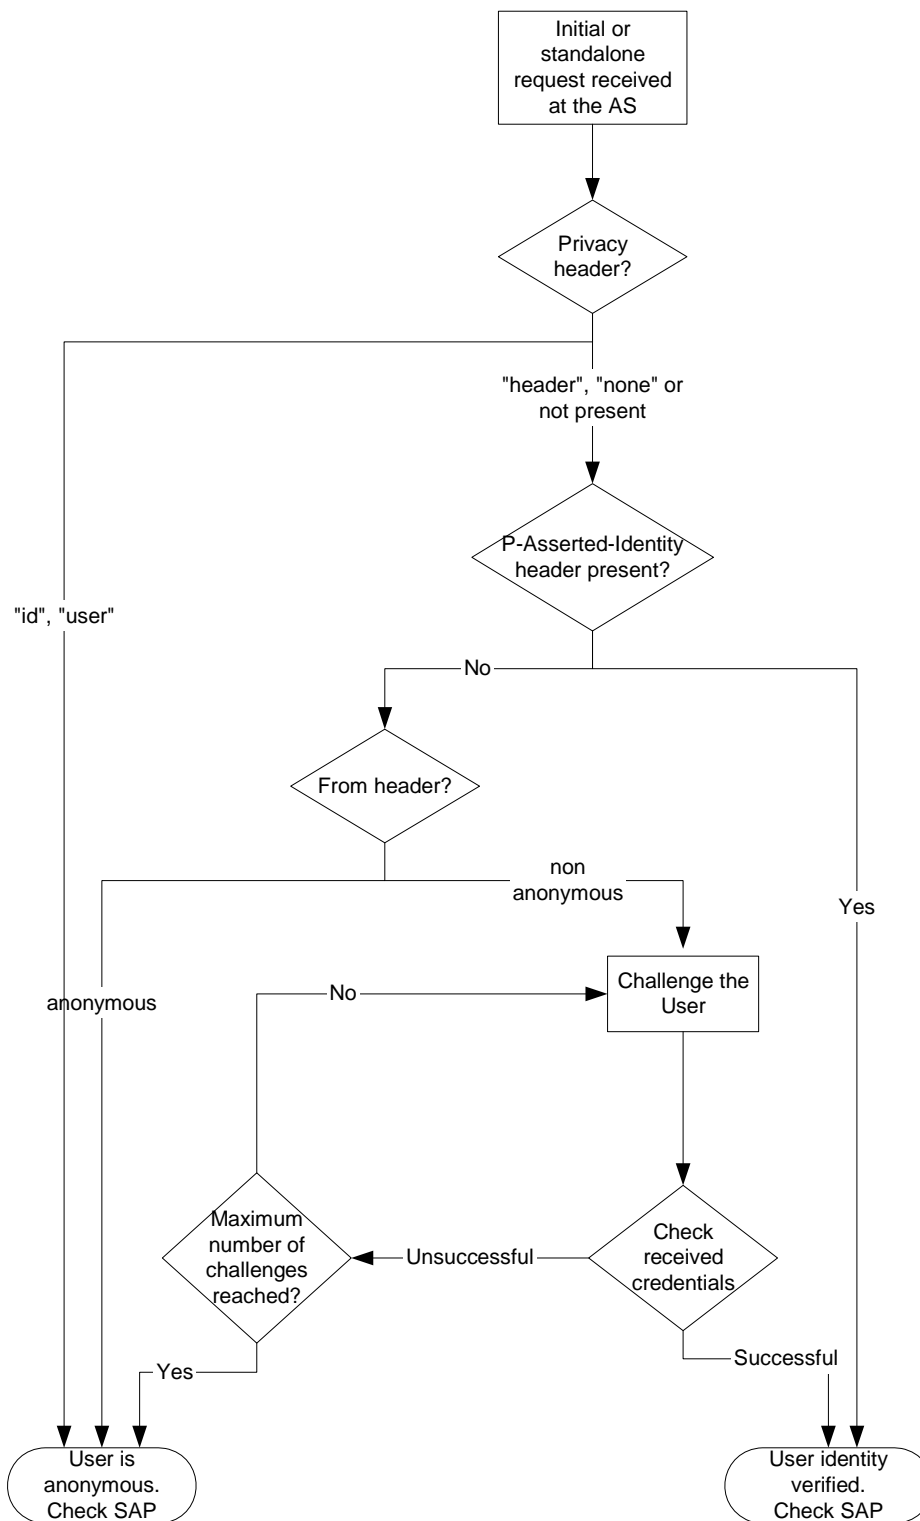 Initial or
standalone
request received
at the AS
Privacy
header?
"header", "none" or
not present
P-Asserted-Identity
header present?
"id", "user"
No
From header?
non
anonymous
Yes
anonymous
No
Challenge the
User
Maximum
number of
challenges
reached?
Unsuccessful
Check
received
credentials
Yes
Successful
User is
anonymous.
Check SAP
User identity
verified.
Check SAP